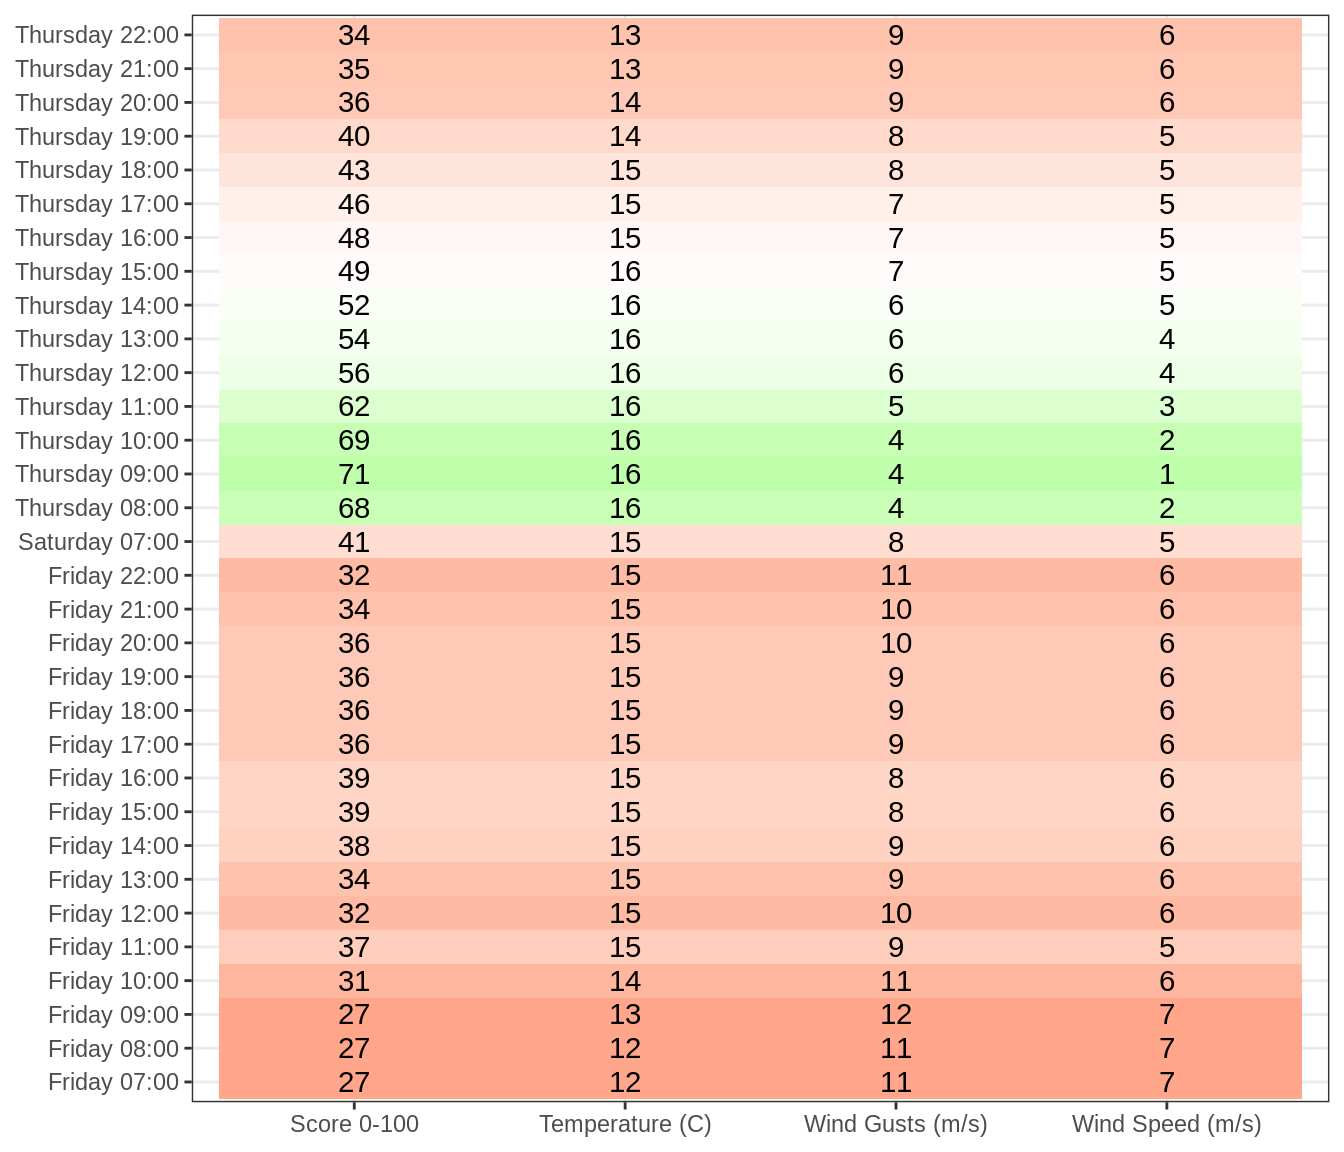 Thursday 22:00 34 13 9 6
Thursday 21:00 35 13 9 6
Thursday 20:00 36 14 9 6
Thursday 19:00 40 14 8 5
Thursday 18:00 43 15 8 5
Thursday 17:00 46 15 7 5
Thursday 16:00 48 15 7 5
Thursday 15:00 49 16 7 5
Thursday 14:00 52 16 6 5
Thursday 13:00 54 16 6 4
Thursday 12:00 56 16 6 4
Thursday 11:00 62 16 5 3
Thursday 10:00 69 16 4 2
Thursday 09:00 71 16 4 1
Thursday 08:00 68 16 4 2
Saturday 07:00 41 15 8 5
Friday 22:00 32 15 11 6
Friday 21:00 34 15 10 6
Friday 20:00 36 15 10 6
Friday 19:00 36 15 9 6
Friday 18:00 36 15 9 6
Friday 17:00 36 15 9 6
Friday 16:00 39 15 8 6
Friday 15:00 39 15 8 6
Friday 14:00 38 15 9 6
Friday 13:00 34 15 9 6
Friday 12:00 32 15 10 6
Friday 11:00 37 15 9 5
Friday 10:00 31 14 11 6
Friday 09:00 27 13 12 7
Friday 08:00 27 12 11 7
Friday 07:00 27 12 11 7
Score 0-100 Temperature (C) Wind Gusts (m/s) Wind Speed (m/s)